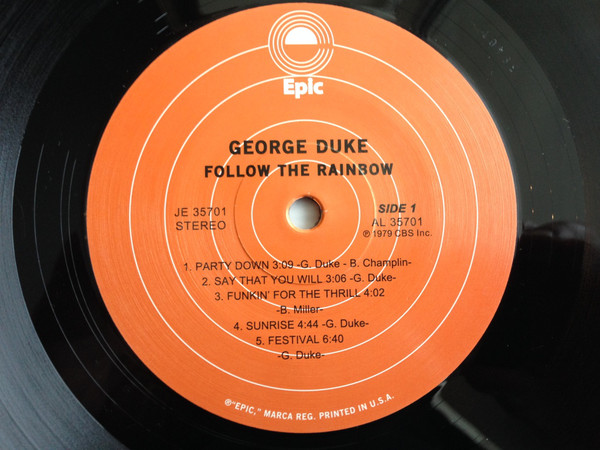 Epic
GEORGE DUKE
FOLLOW THE RAINBOW
JE 35701
STEREO
SIDE 1
AL 35701
℗ 1979 CBS Inc.
1. PARTY DOWN 3:09 -G. Duke - B. Champlin-
2. SAY THAT YOU WILL 3:06 -G. Duke-
3. FUNKIN' FOR THE THRILL 4:02
-B. Miller-
4. SUNRISE 4:44 -G. Duke-
5. FESTIVAL 6:40
-G. Duke-
℗"EPIC," MARCA REG. PRINTED IN U.S.A.